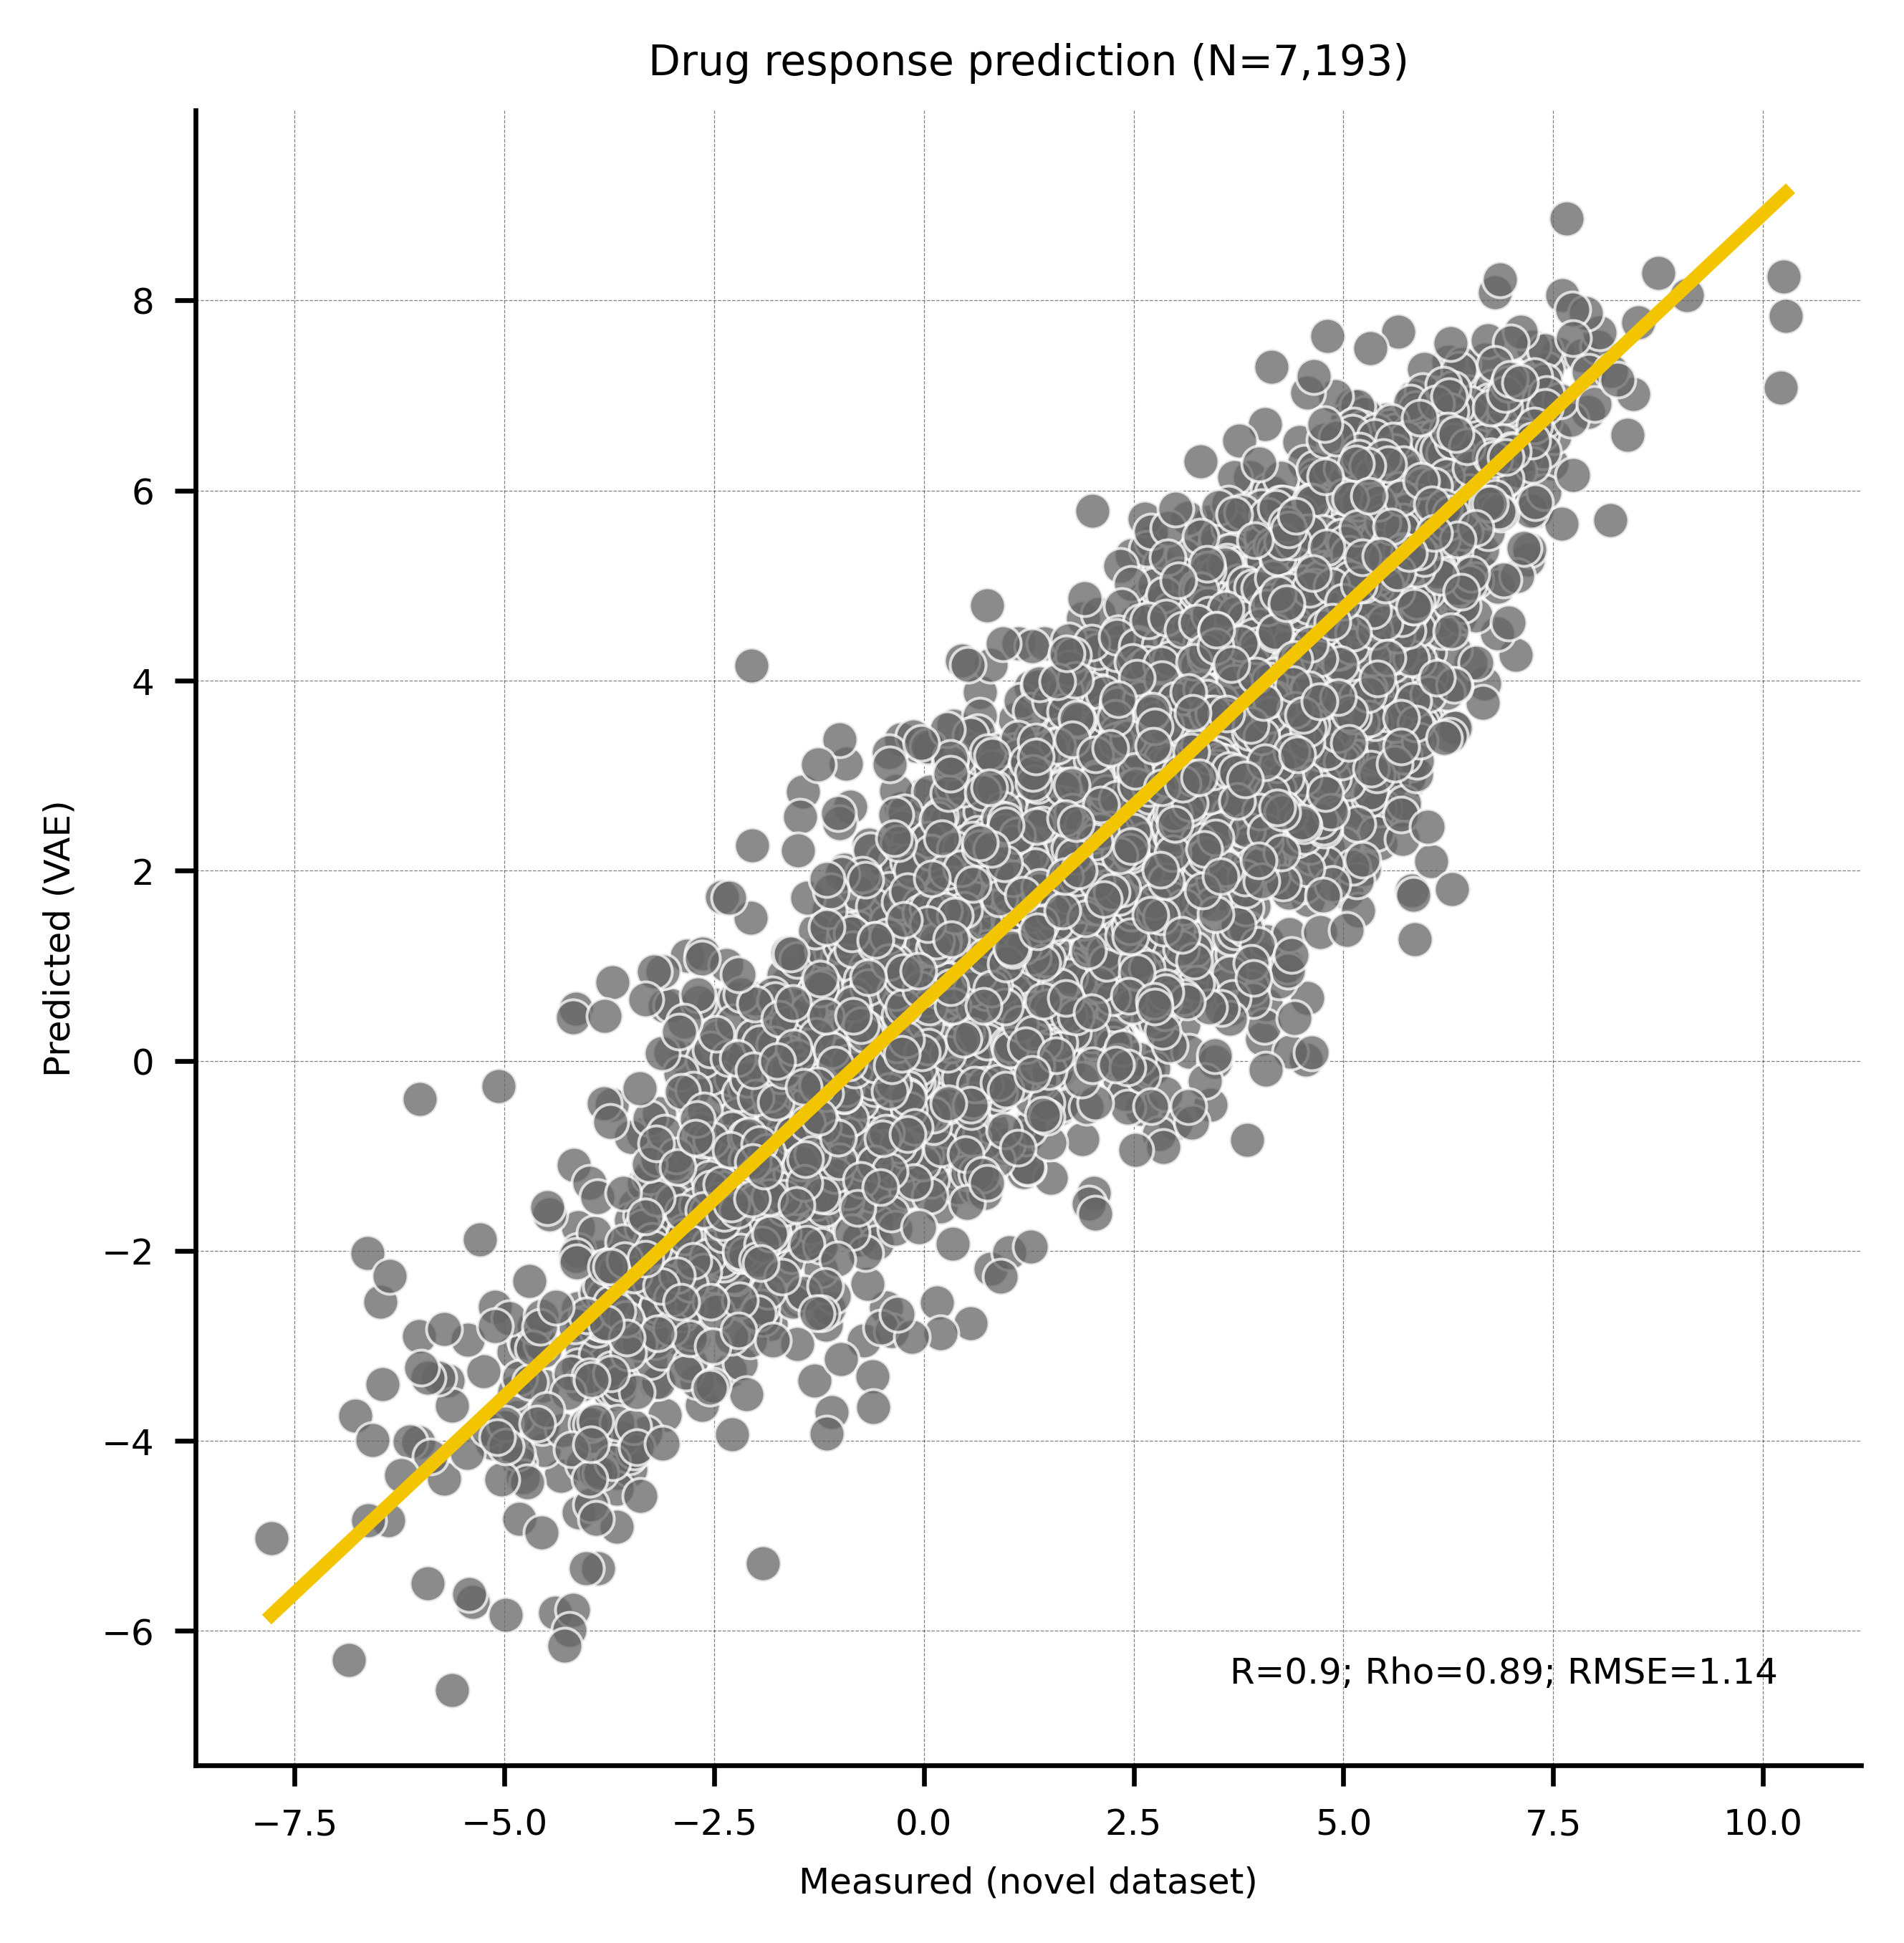 Drug response prediction (N=7,193)
8
6
4
2
0
−2
−4
−6
Predicted (VAE)
R=0.9; Rho=0.89; RMSE=1.14
−7.5 −5.0 −2.5 0.0 2.5 5.0 7.5 10.0
Measured (novel dataset)